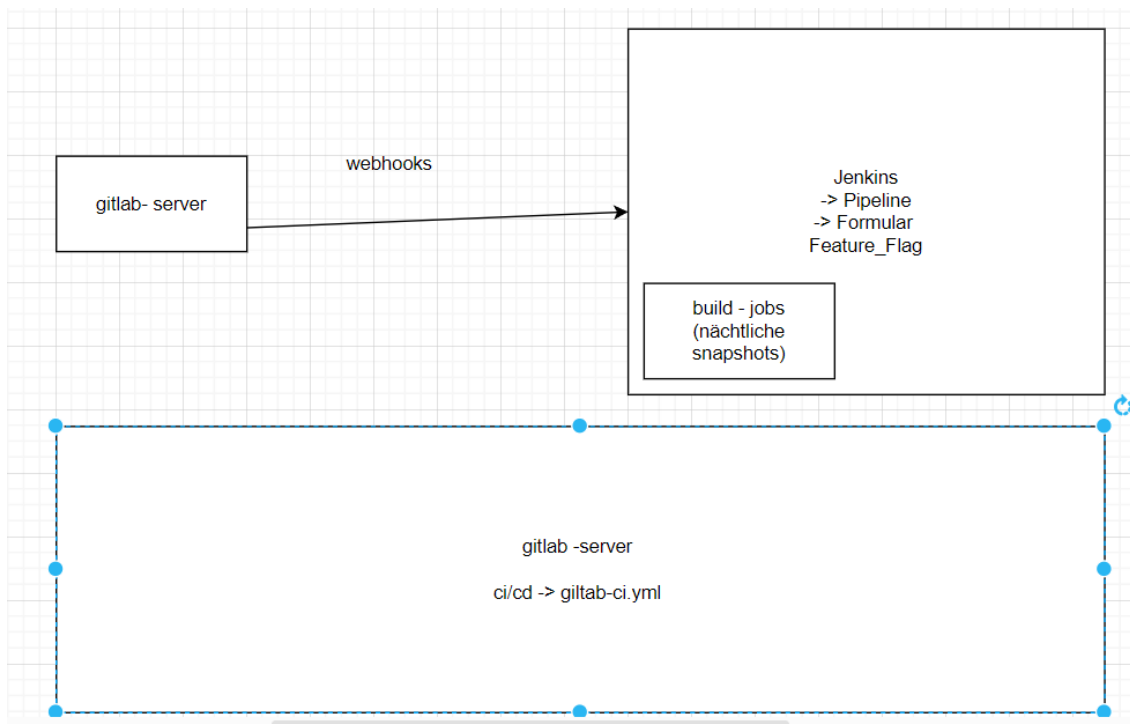 webhooks
gitlab- server
Jenkins
-> Pipeline
-> Formular
Feature_Flag
build - jobs
(nächtliche
snapshots)
gitlab -server
ci/cd -> giltab-ci.yml